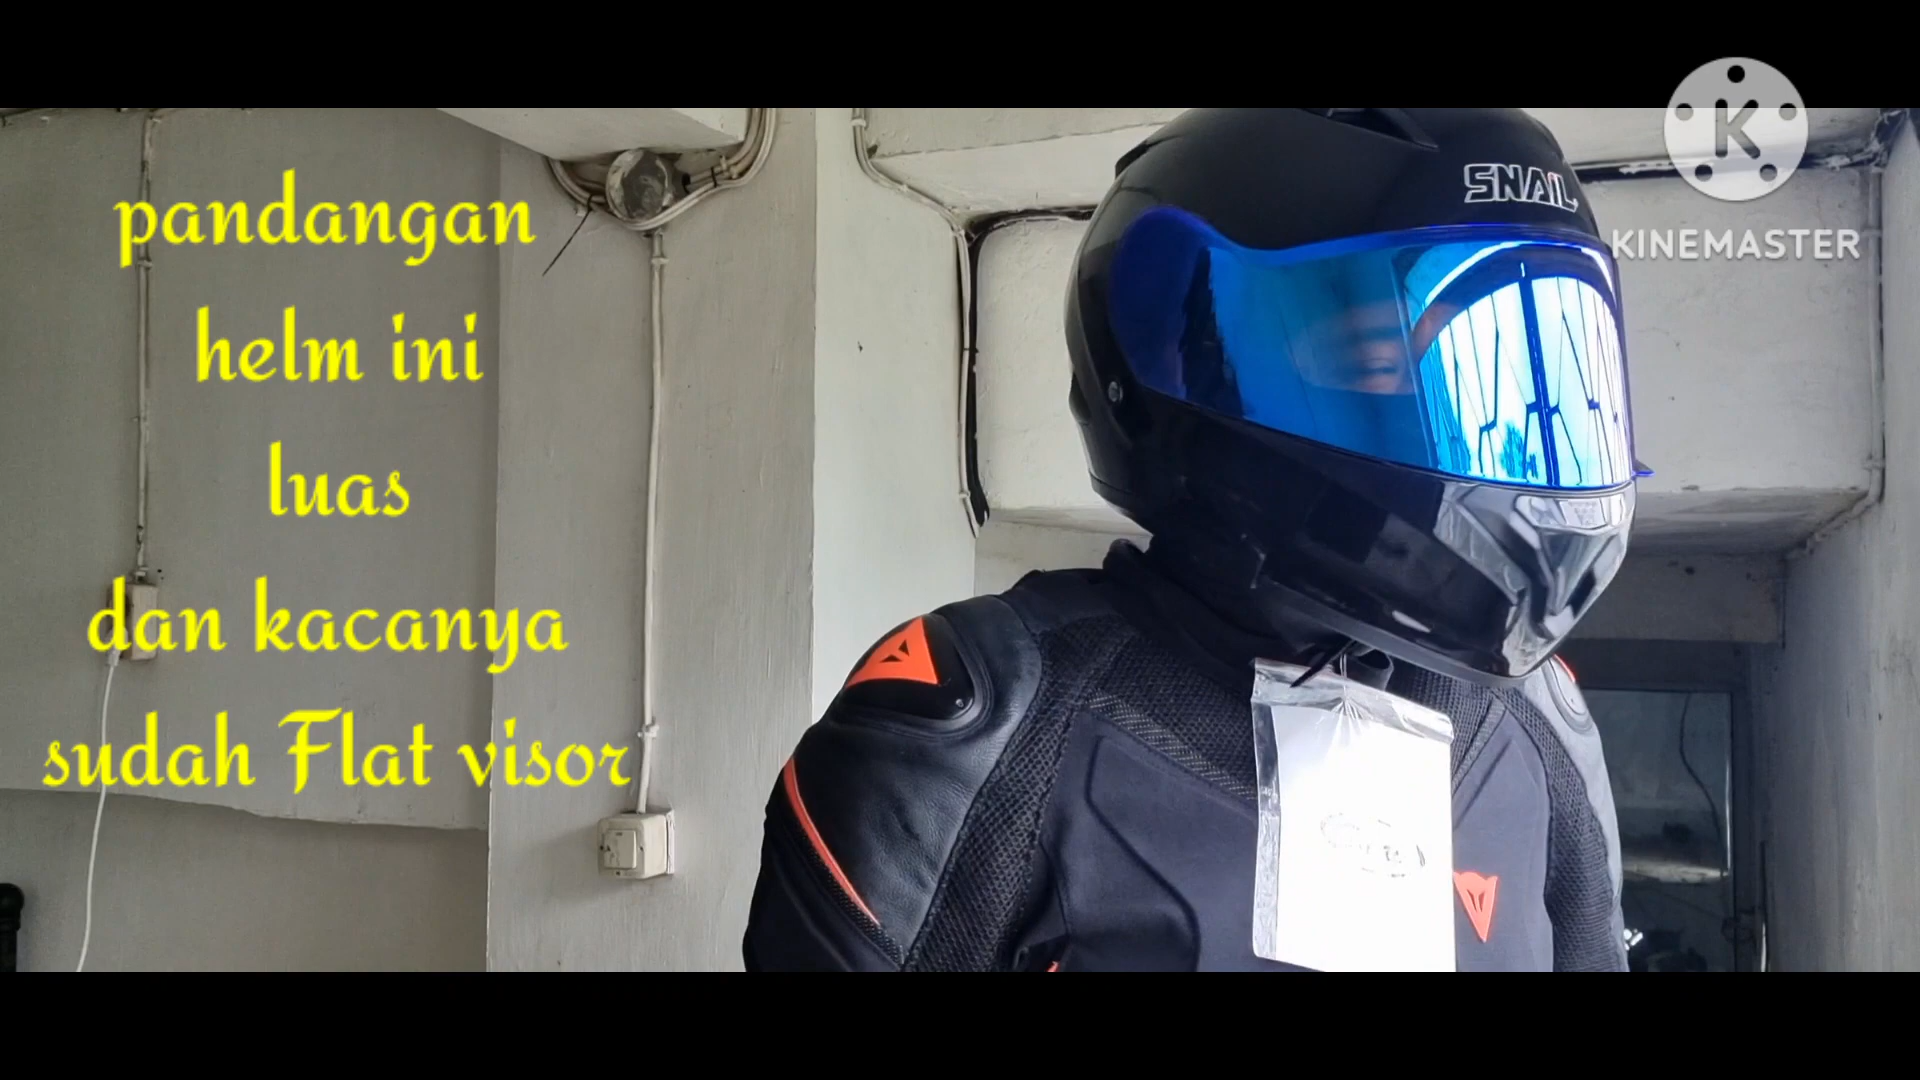 pandangan
helm ini
luas
dan kacanya
sudah Flat visor
SNAIL
K
KINEMASTER